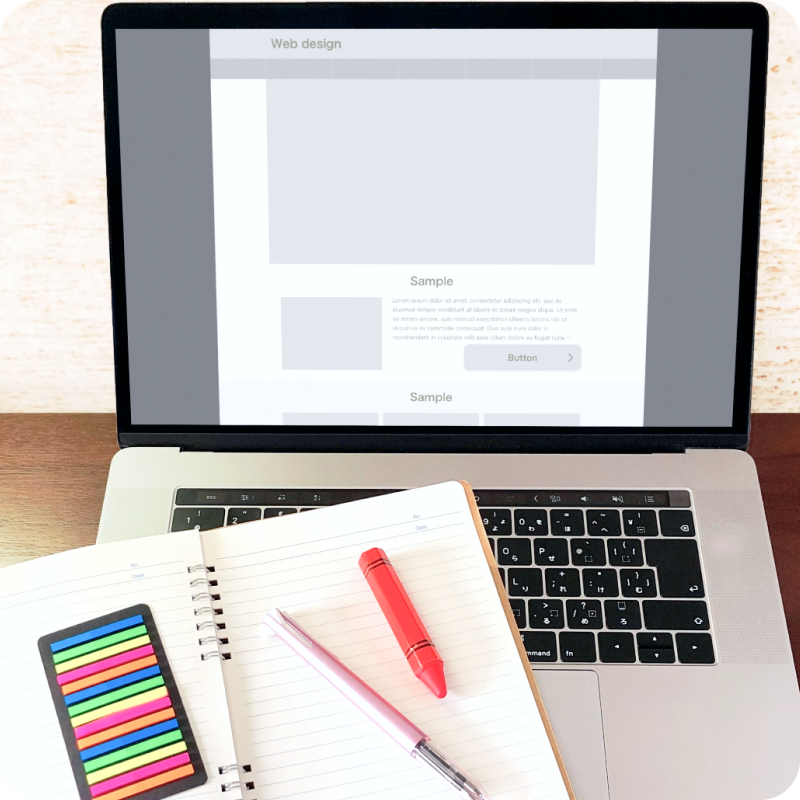 Web design
Sample
Lorem ipsum dolor sit amet, consectetur adipiscing elit, sed do
eiusmod tempor incididunt ut labore et dolore magna aliqua. Ut enim
ad minim veniam, quis nostrud exercitation ullamco laboris nisi ut
aliquip ex ea commodo consequat. Duis aute irure dolor in
reprehenderit in voluptate velit esse cillum dolore eu fugiat nulla
Button
Sample
esc
No.
Date
No.
Date
command
fn